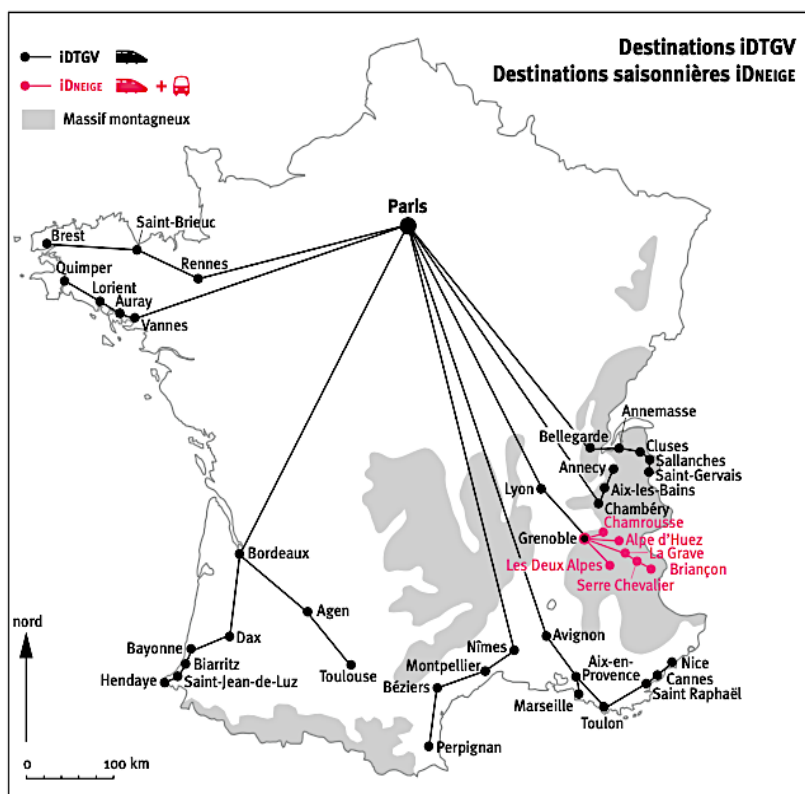 Destinations iDTGV
Destinations saisonnières iDNEIGE
iDTGV
iDNEIGE +
Massif montagneux
Paris
Saint-Brieuc
Brest
Rennes
Quimper
Lorient
Auray
Vannes
Annemasse
Bellegarde
Cluses
Sallanches
Annecy
Saint-Gervais
Lyon
Aix-les-Bains
Chambéry
Chamrousse
Grenoble
Alpe d'Huez
La Grave
Les Deux Alpes
Briançon
Serre Chevalier
Bordeaux
Agen
nord
Dax
Avignon
Bayonne
Nîmes
Biarritz
Toulouse
Montpellier
Aix-en-
Provence
Nice
Hendaye
Saint-Jean-de-Luz
Cannes
Béziers
Saint Raphaël
Marseille
Toulon
Perpignan
0 100 km